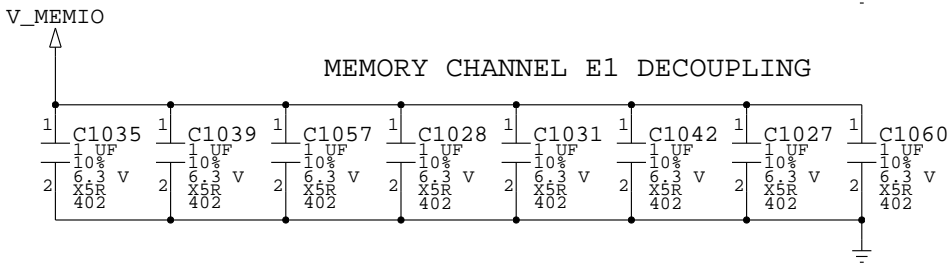 V_MEMIO
MEMORY CHANNEL E1 DECOUPLING
1 C1035
1 UF
10%
6.3 V
2 X5R
402
1 C1039
1 UF
10%
6.3 V
2 X5R
402
1 C1057
1 UF
10%
6.3 V
2 X5R
402
1 C1028
1 UF
10%
6.3 V
2 X5R
402
1 C1031
1 UF
10%
6.3 V
2 X5R
402
1 C1042
1 UF
10%
6.3 V
2 X5R
402
1 C1027
1 UF
10%
6.3 V
2 X5R
402
1 C1060
1 UF
10%
6.3 V
2 X5R
402